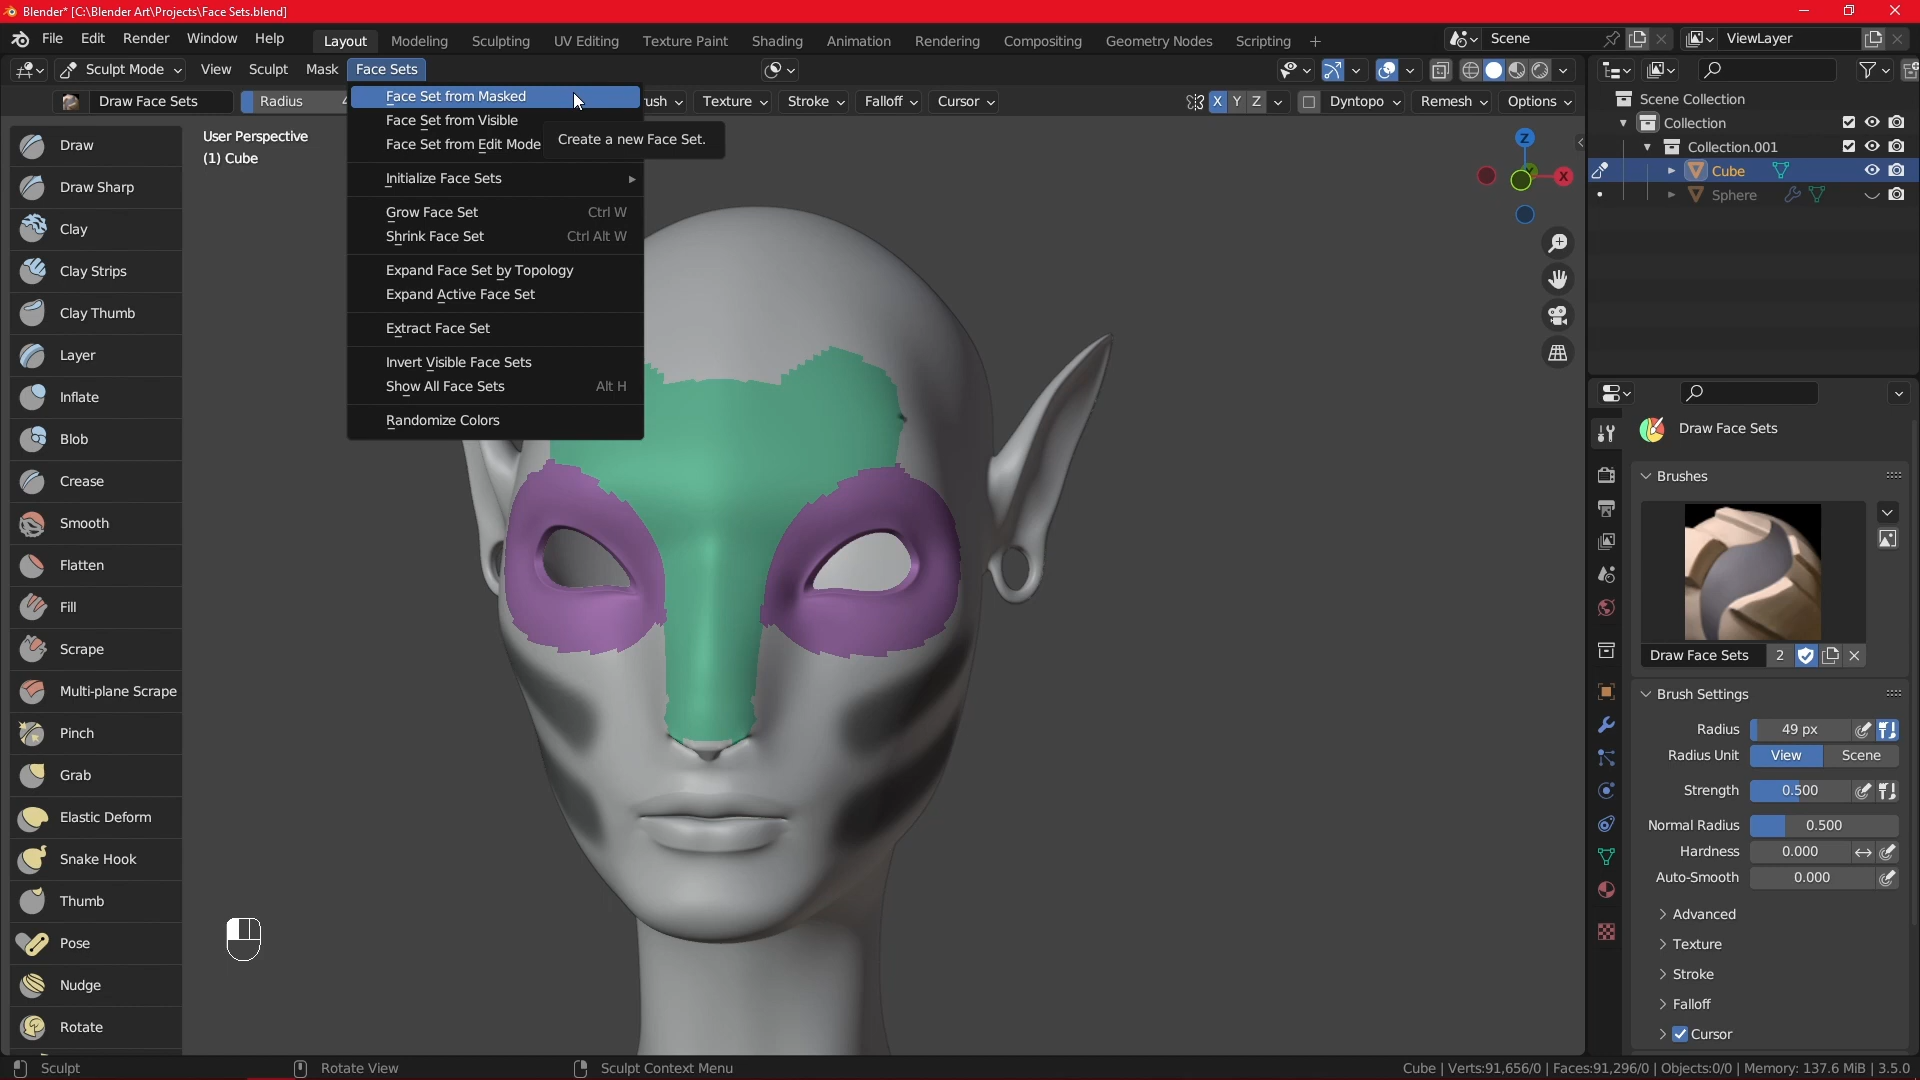 Blender* [C:\Blender Art\Projects\Face Sets.blend]
File Edit Render Window Help Layout Modeling Sculpting UV Editing Texture Paint Shading Animation Rendering Compositing Geometry Nodes Scripting + Scene ViewLayer
Sculpt Mode View Sculpt Mask Face Sets
Draw Face Sets Radius Texture Stroke Falloff Cursor X Y Z Dyntopo Remesh Options
Face Set from Masked
Face Set from Visible
Face Set from Edit Mode
Create a new Face Set.
Initialize Face Sets
Grow Face Set Ctrl W
Shrink Face Set Ctrl Alt W
Expand Face Set by Topology
Expand Active Face Set
Extract Face Set
Invert Visible Face Sets
Show All Face Sets Alt H
Randomize Colors
User Perspective
(1) Cube
Draw
Draw Sharp
Clay
Clay Strips
Clay Thumb
Layer
Inflate
Blob
Crease
Smooth
Flatten
Fill
Scrape
Multi-plane Scrape
Pinch
Grab
Elastic Deform
Snake Hook
Thumb
Pose
Nudge
Rotate
Z
X
Scene Collection
Collection
Collection.001
Cube
Sphere
Draw Face Sets
Brushes
Draw Face Sets 2
Brush Settings
Radius 49 px
Radius Unit View Scene
Strength 0.500
Normal Radius 0.500
Hardness 0.000
Auto-Smooth 0.000
Advanced
Texture
Stroke
Falloff
Cursor
Sculpt Rotate View Sculpt Context Menu Cube | Verts:91,656/0 | Faces:91,296/0 | Objects:0/0 | Memory: 137.6 MiB | 3.5.0